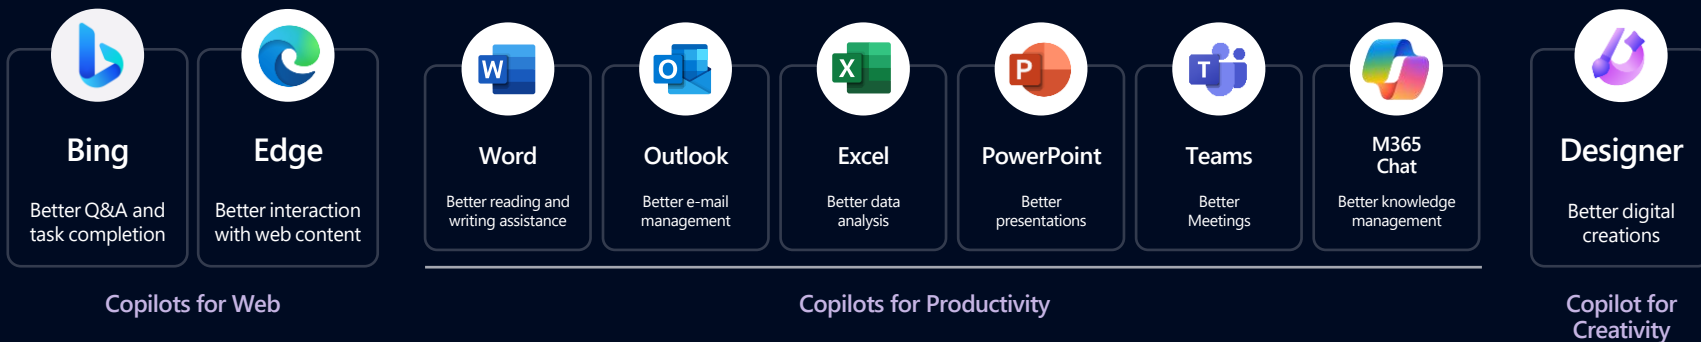 Bing
Better Q&A and
task completion
Edge
Better interaction
with web content
Copilots for Web
W
Word
Better reading and
writing assistance
O
Outlook
Better e-mail
management
X
Excel
Better data
analysis
P
PowerPoint
Better
presentations
T
Teams
Better
Meetings
M365
Chat
Better knowledge
management
Copilots for Productivity
Designer
Better digital
creations
Copilot for
Creativity